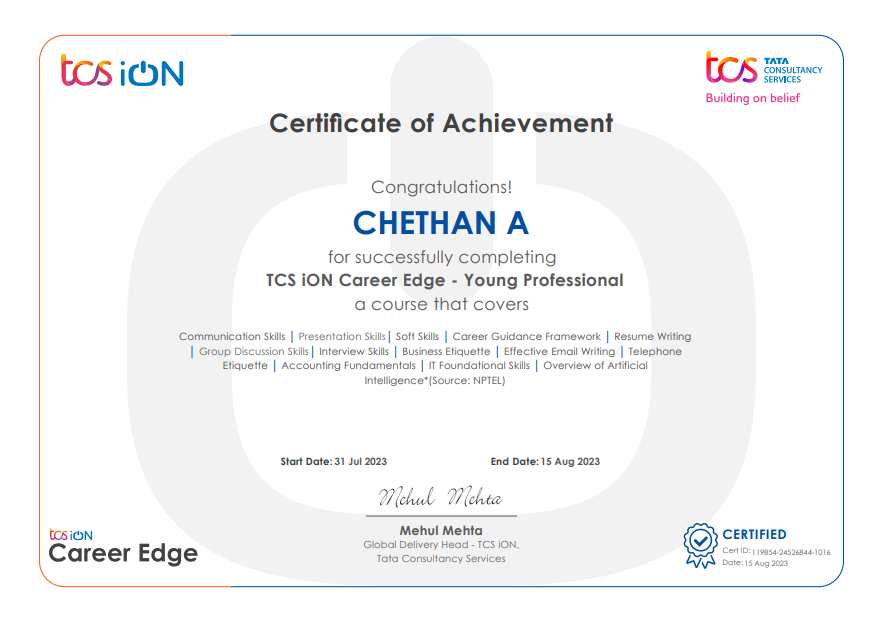 tcs iON
tcs TATA
CONSULTANCY
SERVICES
Building on belief
Certificate of Achievement
Congratulations!
CHETHAN A
for successfully completing
TCS iON Career Edge - Young Professional
a course that covers
Communication Skills | Presentation Skills | Soft Skills | Career Guidance Framework | Resume Writing
| Group Discussion Skills | Interview Skills | Business Etiquette | Effective Email Writing | Telephone
Etiquette | Accounting Fundamentals | IT Foundational Skills | Overview of Artificial
Intelligence*(Source: NPTEL)
Start Date: 31 Jul 2023 End Date: 15 Aug 2023
Mehul Mehta
Mehul Mehta
Global Delivery Head - TCS iON,
Tata Consultancy Services
tcs iON
Career Edge
CERTIFIED
Cert ID: 119854-24526844-1016
Date: 15 Aug 2023